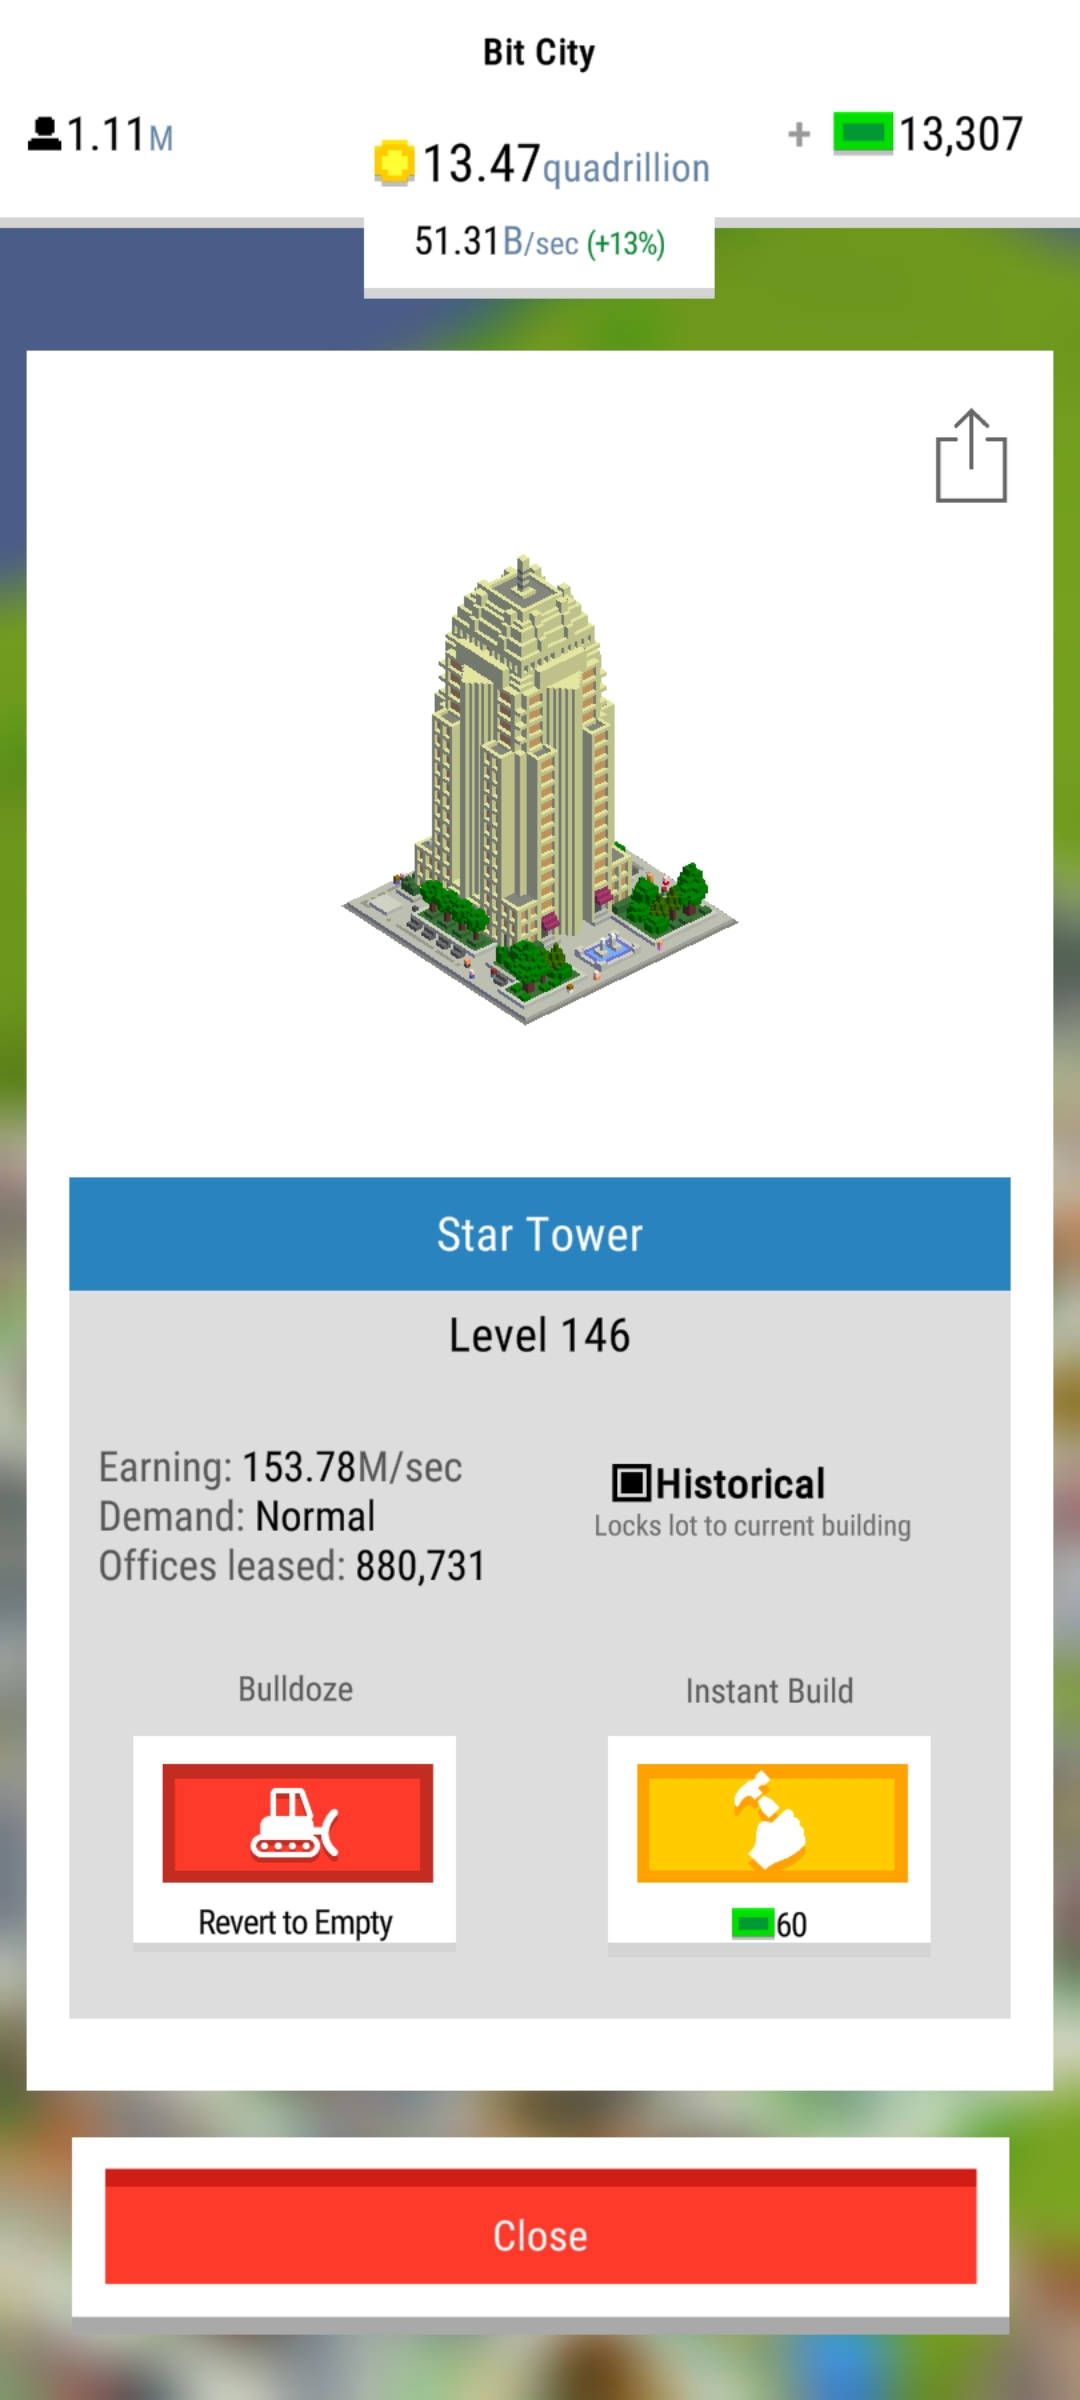 Bit City
1.11M
13.47quadrillion
+ 13,307
51.31B/sec (+13%)
Star Tower
Level 146
Earning: 153.78M/sec
Demand: Normal
Offices leased: 880,731
Historical
Locks lot to current building
Bulldoze
Instant Build
Revert to Empty
60
Close